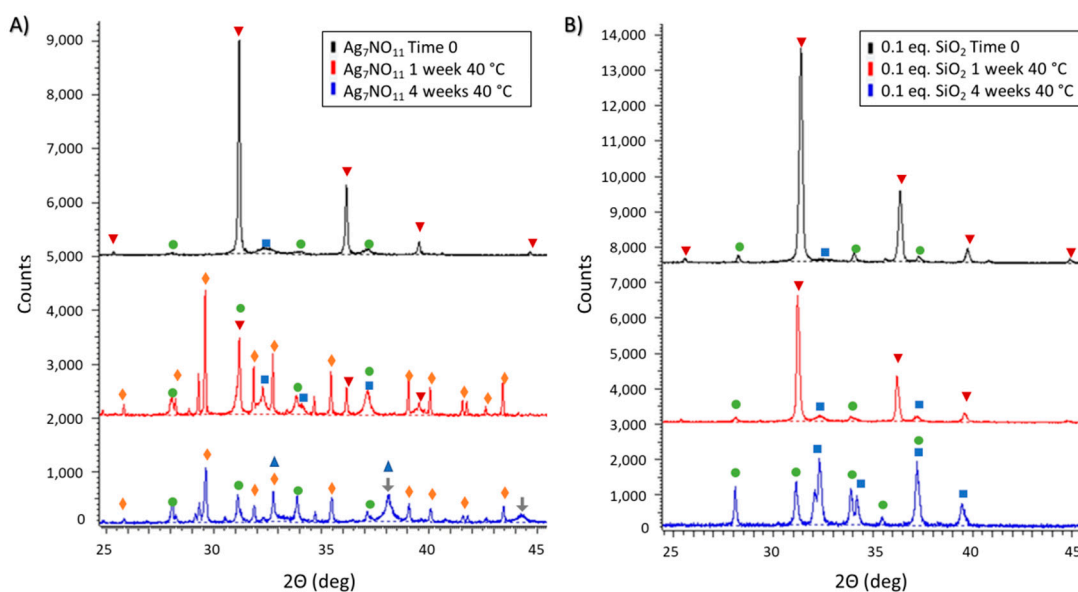 A)
Ag₇NO₁₁ Time 0
Ag₇NO₁₁ 1 week 40 °C
Ag₇NO₁₁ 4 weeks 40 °C
9,000
8,000
7,000
6,000
5,000
4,000
3,000
2,000
1,000
0
Counts
25
30
35
40
45
2Θ (deg)
B)
0.1 eq. SiO₂ Time 0
0.1 eq. SiO₂ 1 week 40 °C
0.1 eq. SiO₂ 4 weeks 40 °C
14,000
13,000
12,000
11,000
10,000
9,000
8,000
7,000
6,000
5,000
4,000
3,000
2,000
1,000
0
Counts
25
30
35
40
45
2Θ (deg)